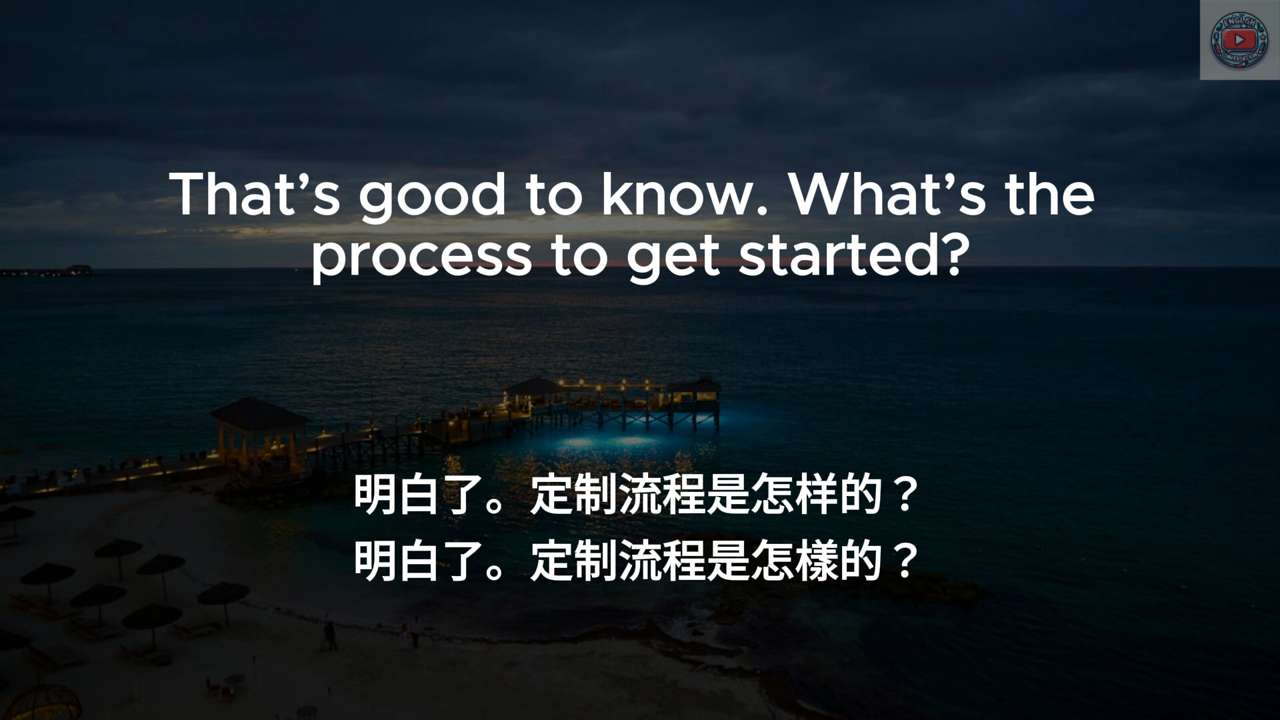 That’s good to know. What’s the
process to get started?
明白了。定制流程是怎样的？
明白了。定制流程是怎樣的？
ENGLISH